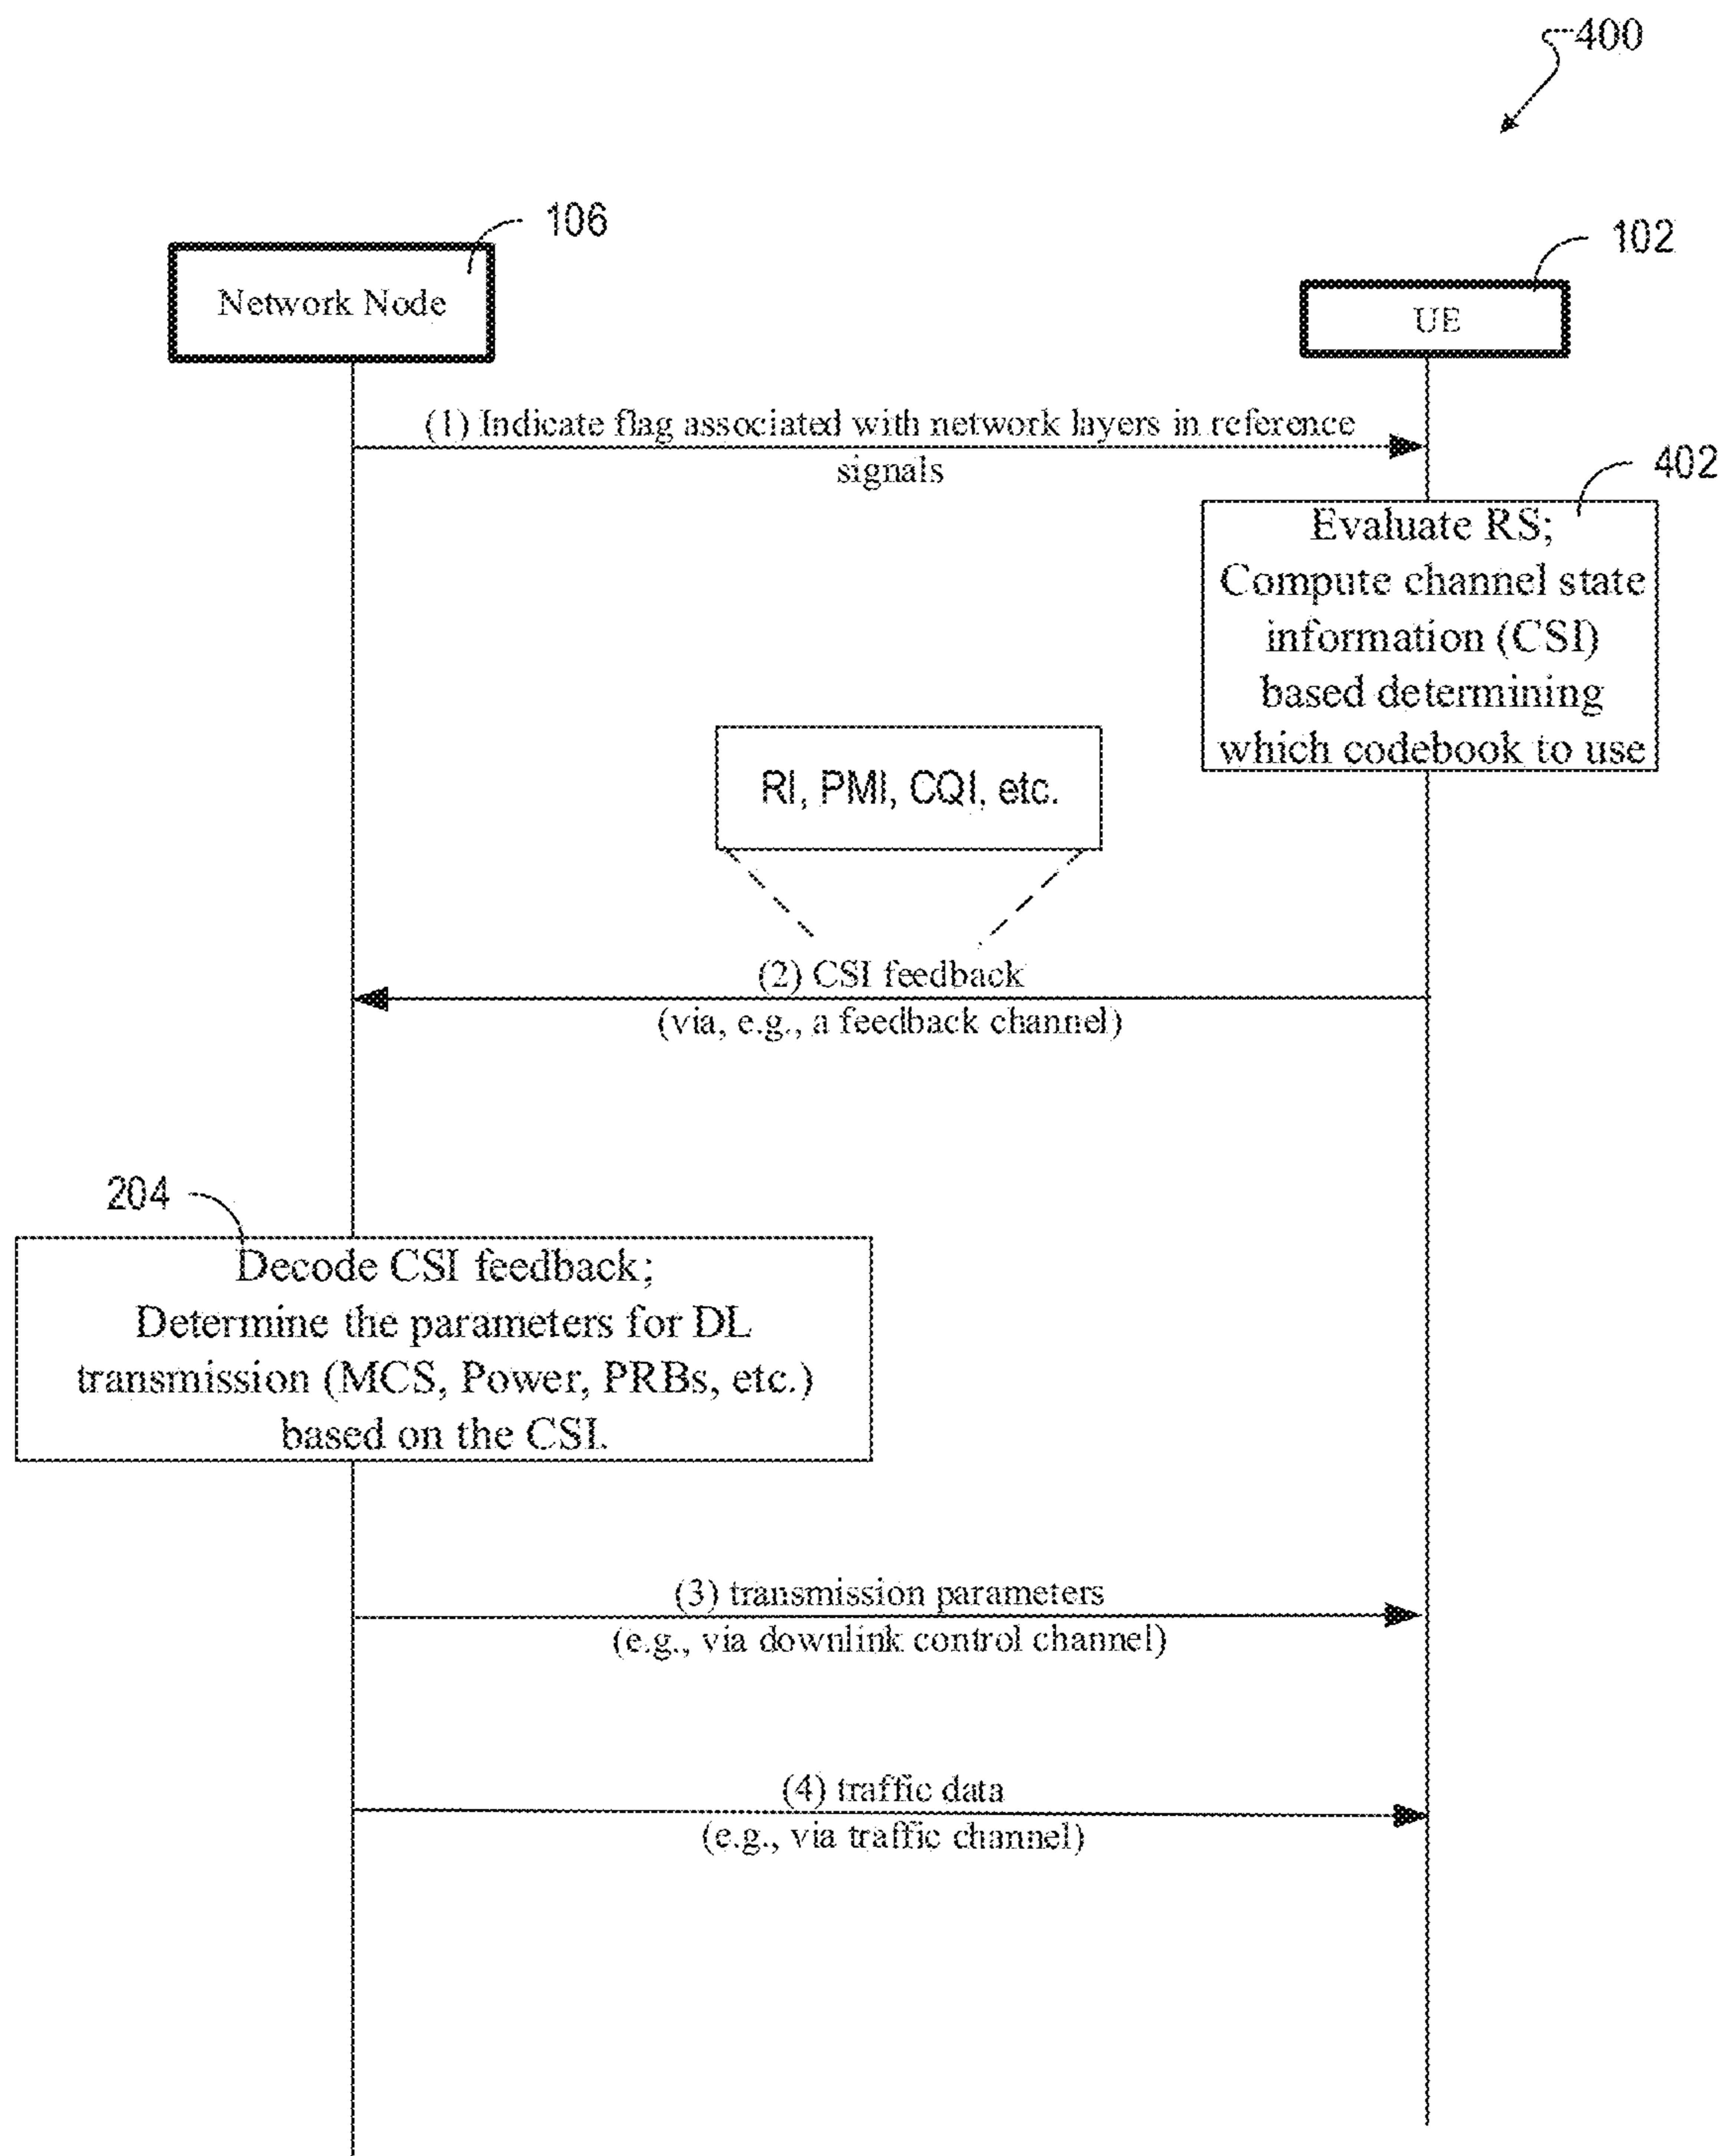 400
106
Network Node
102
UE
(1) Indicate flag associated with network layers in reference
signals
402
Evaluate RS;
Compute channel state
information (CSI)
based determining
which codebook to use
RI, PMI, CQI, etc.
(2) CSI feedback
(via, e.g., a feedback channel)
204
Decode CSI feedback;
Determine the parameters for DL
transmission (MCS, Power, PRBs, etc.)
based on the CSI.
(3) transmission parameters
(e.g., via downlink control channel)
(4) traffic data
(e.g., via traffic channel)